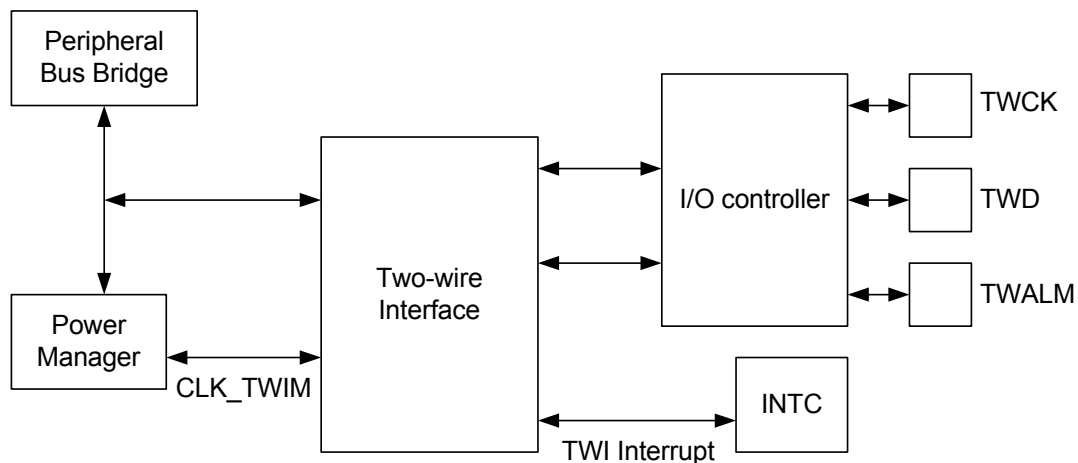 Peripheral
Bus Bridge
TWCK
I/O controller
TWD
Two-wire
Interface
TWALM
Power
Manager
CLK_TWIM
INTC
TWI Interrupt